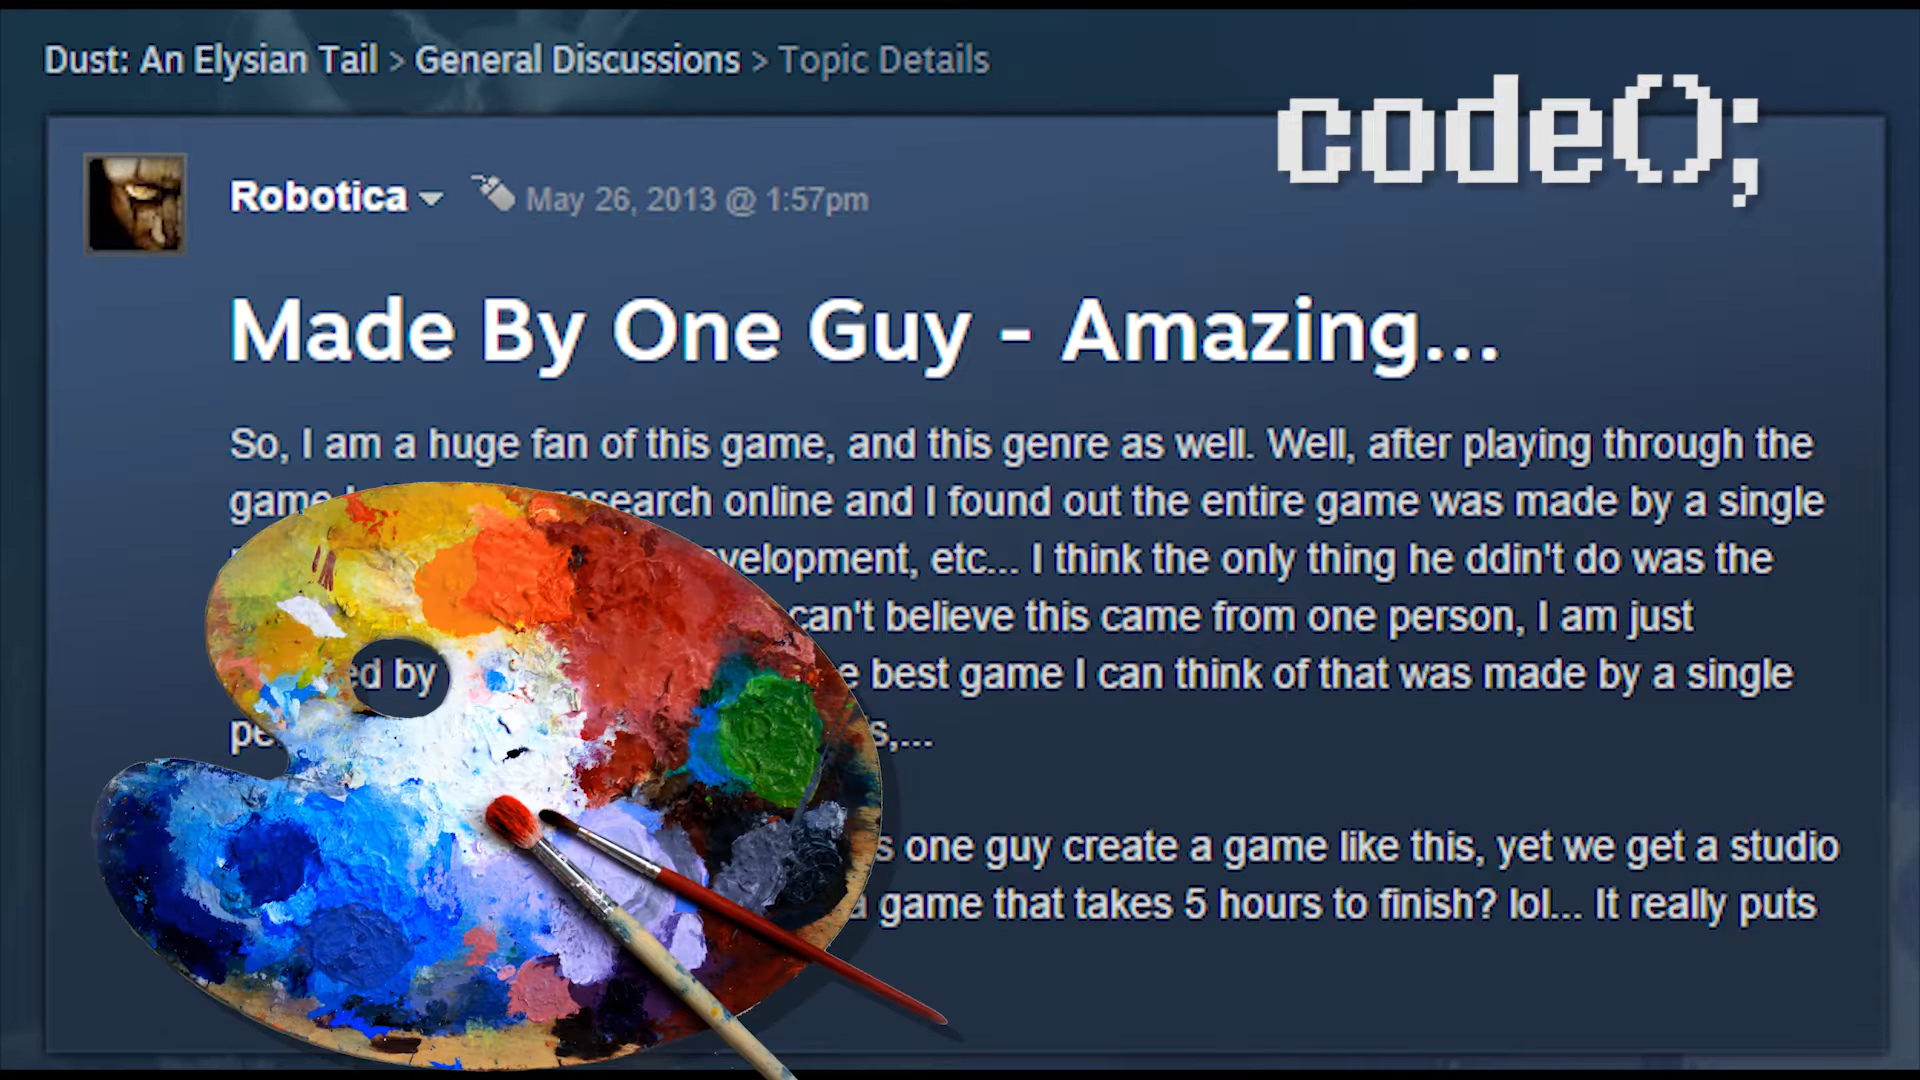 Dust: An Elysian Tail > General Discussions > Topic Details
code();
Robotica May 26, 2013 @ 1:57pm
Made By One Guy - Amazing...
So, I am a huge fan of this game, and this genre as well. Well, after playing through the
game research online and I found out the entire game was made by a single
evelopment, etc... I think the only thing he ddin't do was the
can't believe this came from one person, I am just
ed by e best game I can think of that was made by a single
pe s,...
s one guy create a game like this, yet we get a studio
a game that takes 5 hours to finish? lol... It really puts